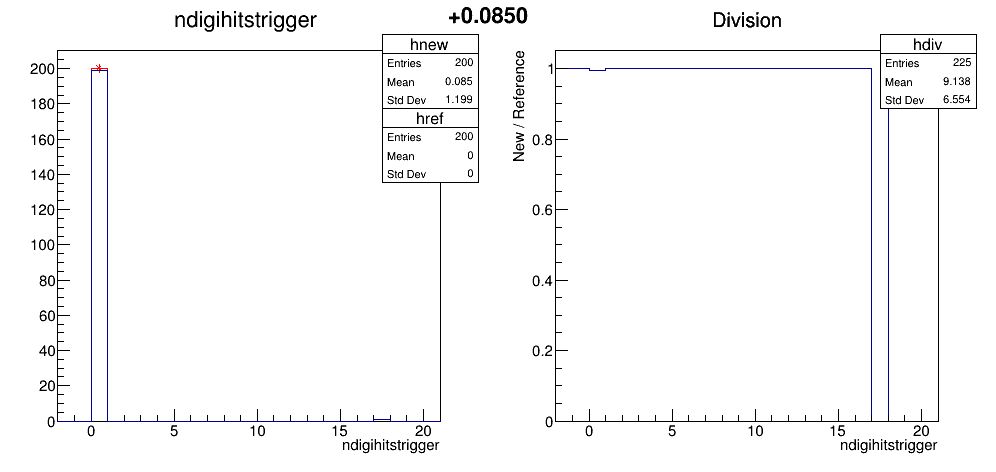 ndigihitstrigger
+0.0850
Division
hnew
Entries 200
Mean 0.085
Std Dev 1.199
href
Entries 200
Mean 0
Std Dev 0
200
180
160
140
120
100
80
60
40
20
0
0 5 10 15 20
ndigihitstrigger
hdiv
Entries 225
Mean 9.138
Std Dev 6.554
New / Reference
1
0.8
0.6
0.4
0.2
0
0 5 10 15 20
ndigihitstrigger